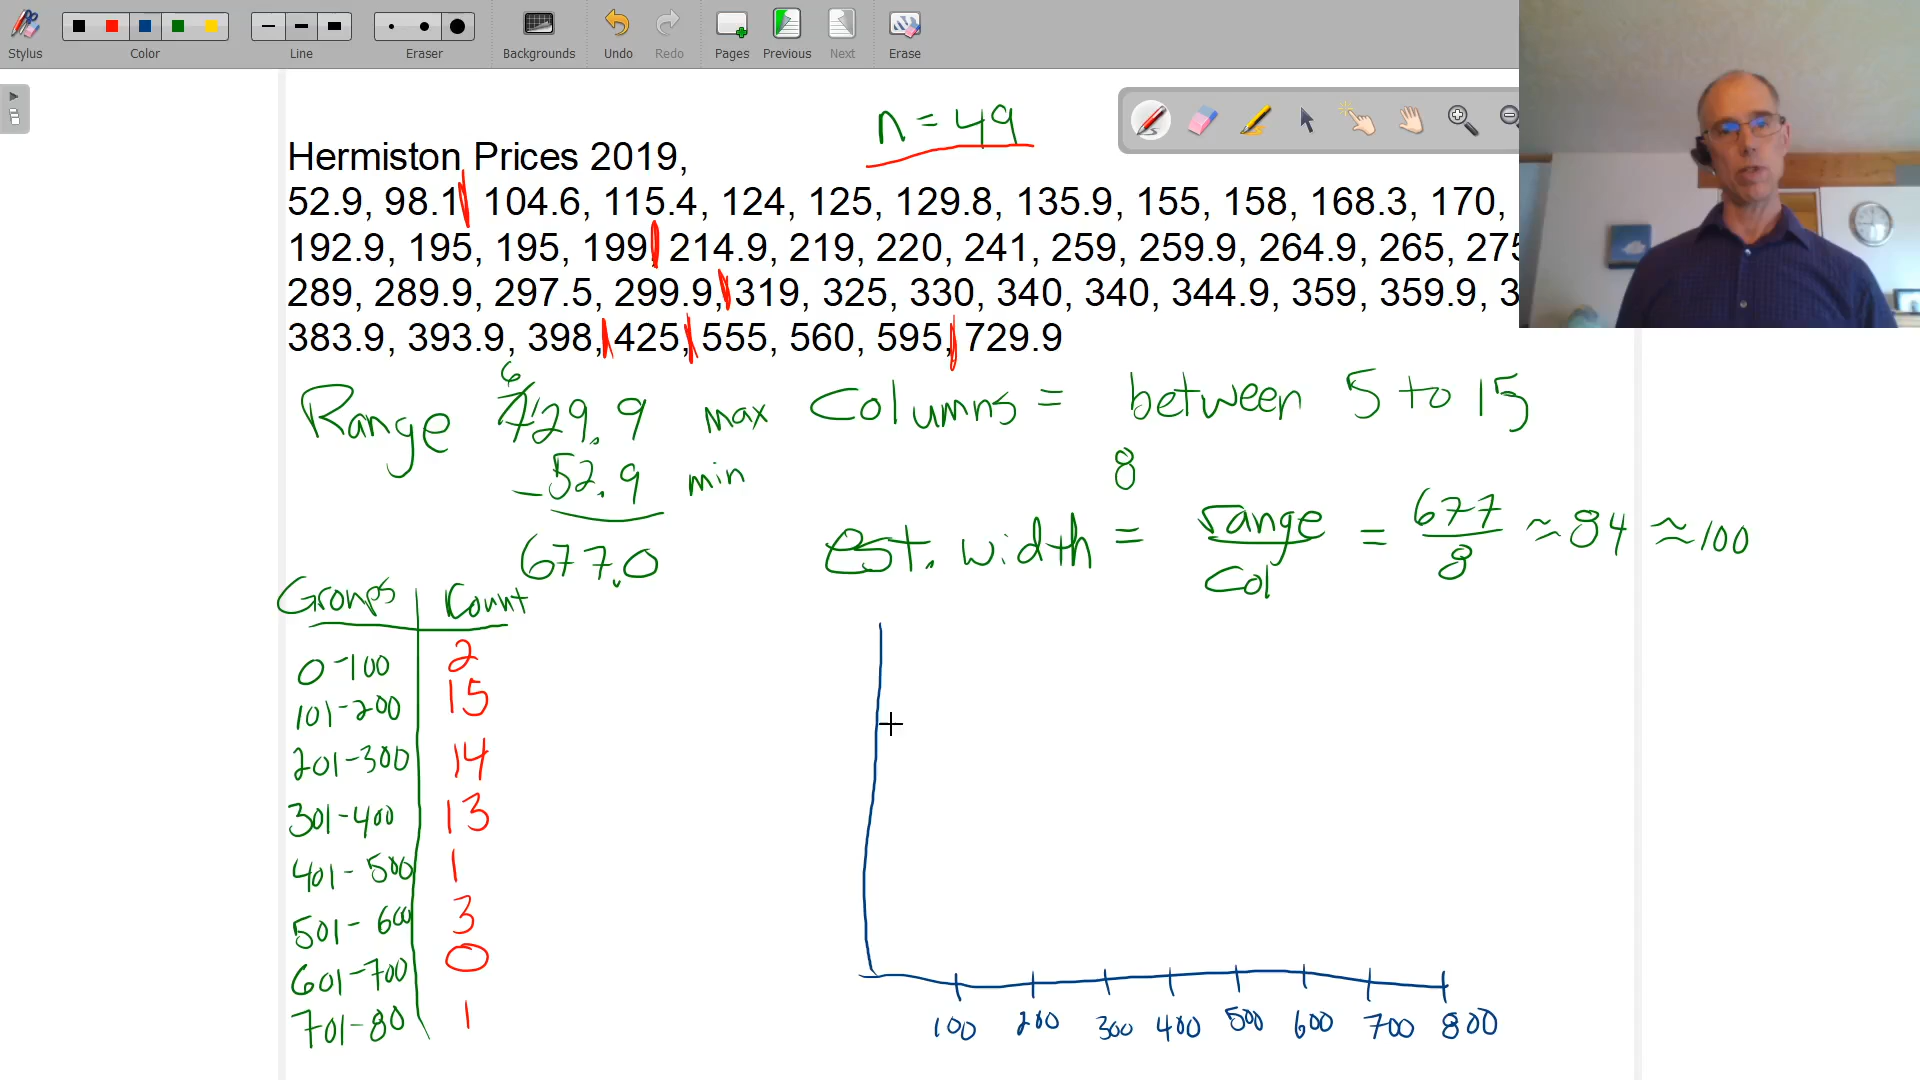 Stylus Color Line Eraser Backgrounds Undo Redo Pages Previous Next Erase
n = 49
Hermiston Prices 2019,
52.9, 98.1, 104.6, 115.4, 124, 125, 129.8, 135.9, 155, 158, 168.3, 170,
192.9, 195, 195, 199, 214.9, 219, 220, 241, 259, 259.9, 264.9, 265, 275
289, 289.9, 297.5, 299.9, 319, 325, 330, 340, 340, 344.9, 359, 359.9, 3
383.9, 393.9, 398, 425, 555, 560, 595, 729.9
Range 729.9 max Columns = between 5 to 15
6
- 52.9 min 8
677.0 est. width = range/col = 677/8 ≈ 84 ≈ 100
Groups Count
0-100 2
101-200 15
201-300 14
301-400 13
401-500 1
501-600 3
601-700 0
701-80 1
100 200 300 400 500 600 700 800